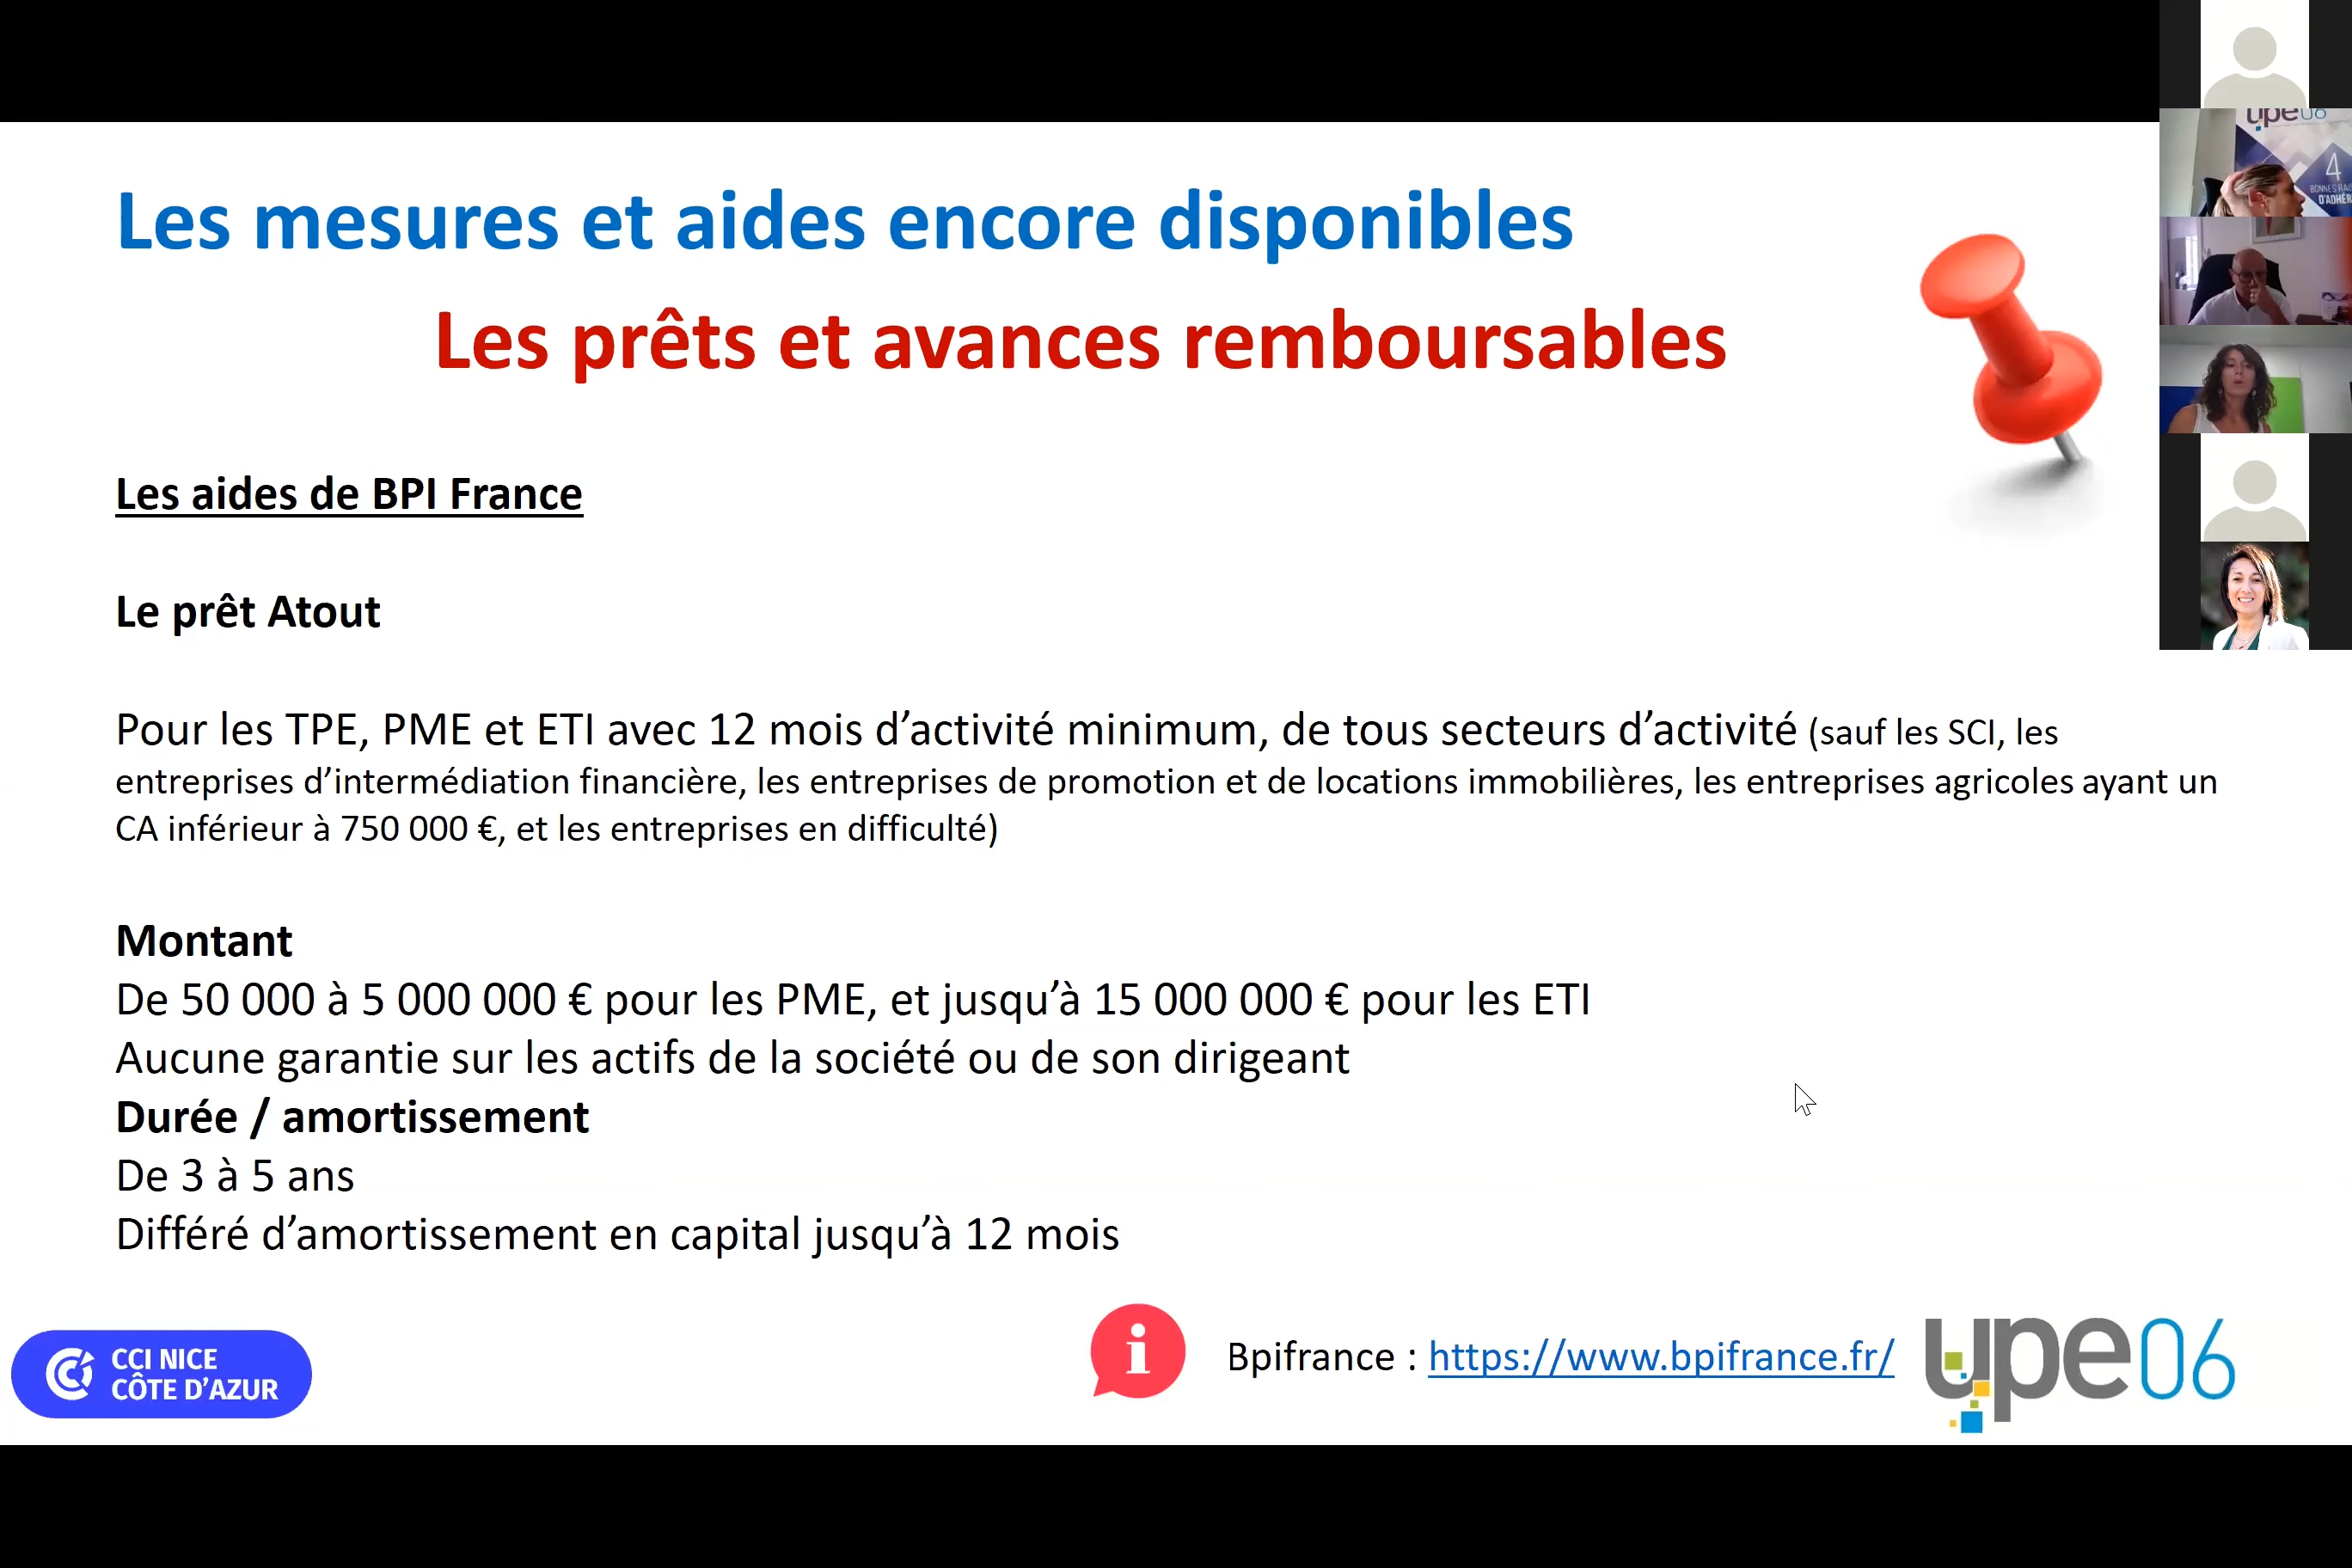 Les mesures et aides encore disponibles
Les prêts et avances remboursables
Les aides de BPI France
Le prêt Atout
Pour les TPE, PME et ETI avec 12 mois d’activité minimum, de tous secteurs d’activité (sauf les SCI, les
entreprises d’intermédiation financière, les entreprises de promotion et de locations immobilières, les entreprises agricoles ayant un
CA inférieur à 750 000 €, et les entreprises en difficulté)
Montant
De 50 000 à 5 000 000 € pour les PME, et jusqu’à 15 000 000 € pour les ETI
Aucune garantie sur les actifs de la société ou de son dirigeant
Durée / amortissement
De 3 à 5 ans
Différé d’amortissement en capital jusqu’à 12 mois
CCI NICE
CÔTE D’AZUR
i
Bpifrance : https://www.bpifrance.fr/
upe06
upe06
4
BONNES